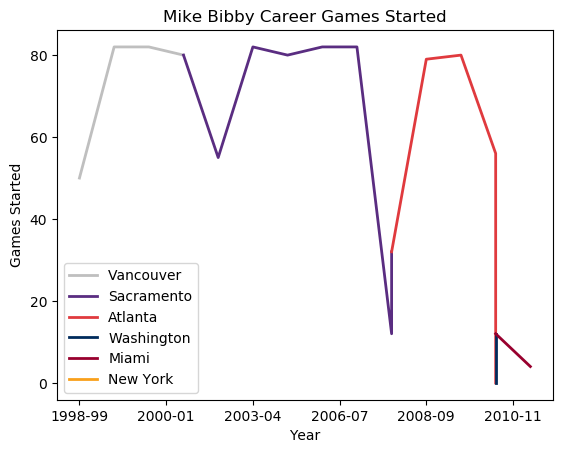 Mike Bibby Career Games Started
Games Started
80
60
40
20
0
Vancouver
Sacramento
Atlanta
Washington
Miami
New York
1998-99 2000-01 2003-04 2006-07 2008-09 2010-11
Year